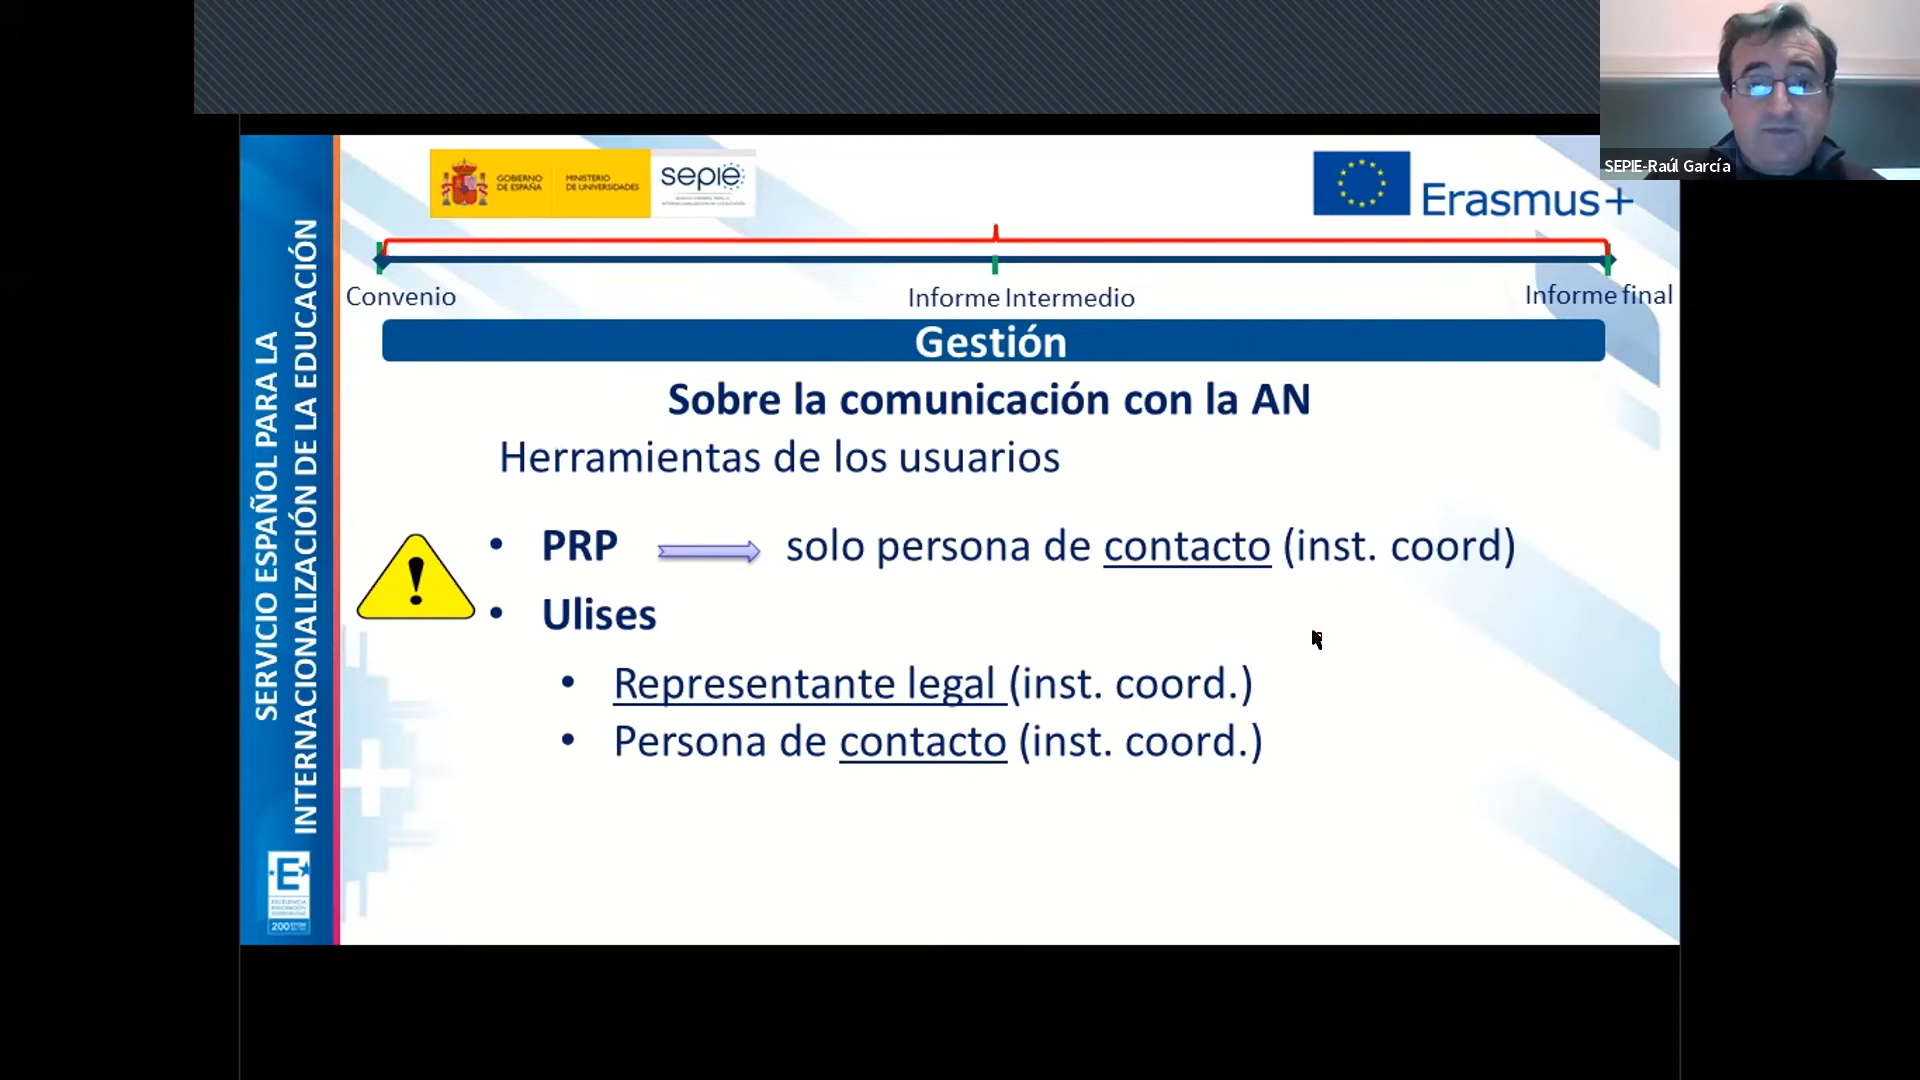 SEPIE-Raúl García
GOBIERNO
DE ESPAÑA
MINISTERIO
DE UNIVERSIDADES
sepie
Erasmus+
SERVICIO ESPAÑOL PARA LA
INTERNACIONALIZACIÓN DE LA EDUCACIÓN
Convenio
Informe Intermedio
Informe final
Gestión
Sobre la comunicación con la AN
Herramientas de los usuarios
• PRP solo persona de contacto (inst. coord)
!
• Ulises
• Representante legal (inst. coord.)
• Persona de contacto (inst. coord.)
E